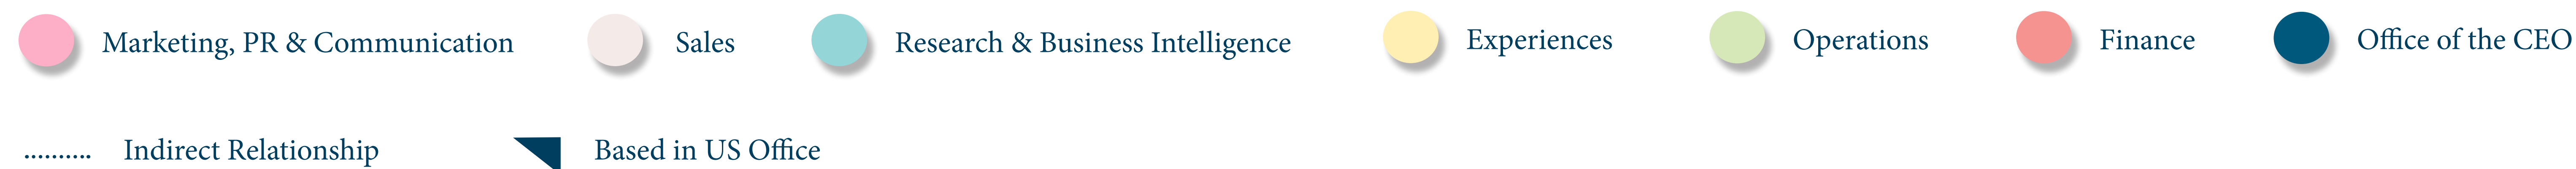 Marketing, PR & Communication Sales Research & Business Intelligence Experiences Operations Finance Office of the CEO
Indirect Relationship Based in US Office